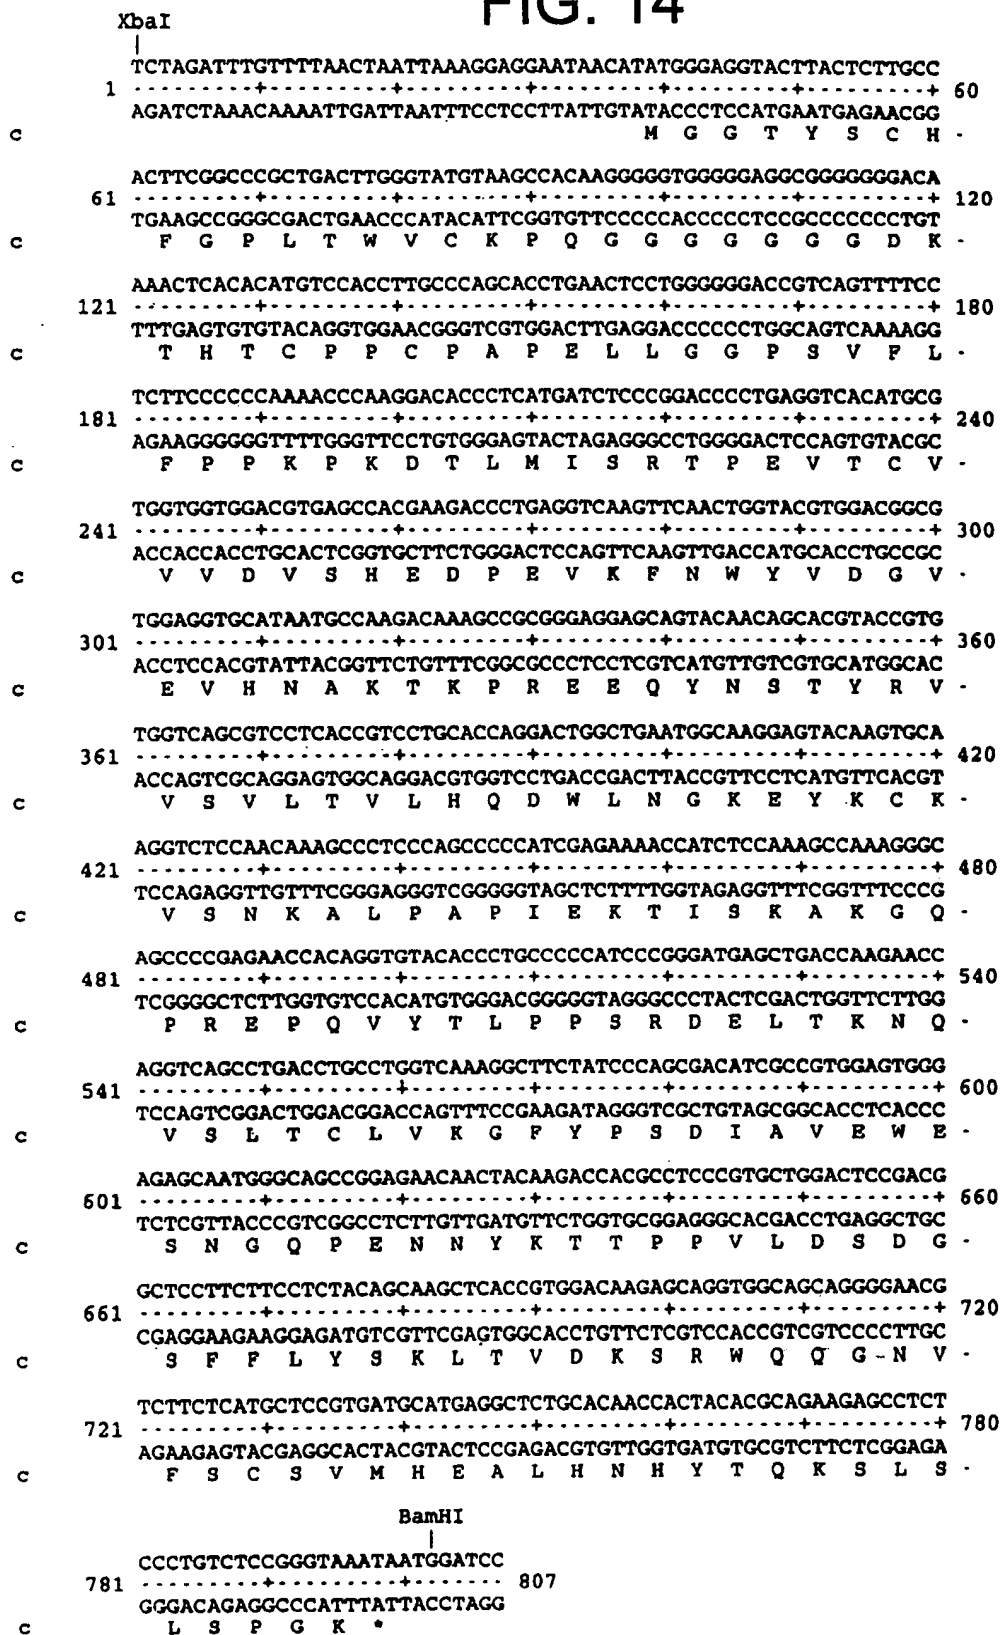 FIG. 14
XbaI
|
TCTAGATTTGTTTTAACTAATTAAAGGAGGAATAACATATGGGAGGTACTTACTCTTGCC
1 ---------+---------+---------+---------+---------+---------+ 60
AGATCTAAACAAAATTGATTAATTTCCTCCTTATTGTATACCCTCCATGAATGAGAACGG
c M G G T Y S C H -
ACTTCGGCCCGCTGACTTGGGTATGTAAGCCACAAGGGGGTGGGGGAGGCGGGGGGGACA
61 ---------+---------+---------+---------+---------+---------+ 120
TGAAGCCGGGCGACTGAACCCATACATTCGGTGTTCCCCCACCCCCTCCGCCCCCCCTGT
c F G P L T W V C K P Q G G G G G G G D K -
AAACTCACACATGTCCACCTTGCCCAGCACCTGAACTCCTGGGGGGACCGTCAGTTTTCC
121 ---------+---------+---------+---------+---------+---------+ 180
TTTGAGTGTGTACAGGTGGAACGGGTCGTGGACTTGAGGACCCCCCTGGCAGTCAAAAGG
c T H T C P P C P A P E L L G G P S V F L -
TCTTCCCCCCAAAACCCAAGGACACCCTCATGATCTCCCGGACCCCTGAGGTCACATGCG
181 ---------+---------+---------+---------+---------+---------+ 240
AGAAGGGGGGTTTTGGGTTCCTGTGGGAGTACTAGAGGGCCTGGGGACTCCAGTGTACGC
c F P P K P K D T L M I S R T P E V T C V -
TGGTGGTGGACGTGAGCCACGAAGACCCTGAGGTCAAGTTCAACTGGTACGTGGACGGCG
241 ---------+---------+---------+---------+---------+---------+ 300
ACCACCACCTGCACTCGGTGCTTCTGGGACTCCAGTTCAAGTTGACCATGCACCTGCCGC
c V V D V S H E D P E V K F N W Y V D G V -
TGGAGGTGCATAATGCCAAGACAAAGCCGCGGGAGGAGCAGTACAACAGCACGTACCGTG
301 ---------+---------+---------+---------+---------+---------+ 360
ACCTCCACGTATTACGGTTCTGTTTCGGCGCCCTCCTCGTCATGTTGTCGTGCATGGCAC
c E V H N A K T K P R E E Q Y N S T Y R V -
TGGTCAGCGTCCTCACCGTCCTGCACCAGGACTGGCTGAATGGCAAGGAGTACAAGTGCA
361 ---------+---------+---------+---------+---------+---------+ 420
ACCAGTCGCAGGAGTGGCAGGACGTGGTCCTGACCGACTTACCGTTCCTCATGTTCACGT
c V S V L T V L H Q D W L N G K E Y K C K -
AGGTCTCCAACAAAGCCCTCCCAGCCCCCATCGAGAAAACCATCTCCAAAGCCAAAGGGC
421 ---------+---------+---------+---------+---------+---------+ 480
TCCAGAGGTTGTTTCGGGAGGGTCGGGGGTAGCTCTTTTGGTAGAGGTTTCGGTTTCCCG
c V S N K A L P A P I E K T I S K A K G Q -
AGCCCCGAGAACCACAGGTGTACACCCTGCCCCCATCCCGGGATGAGCTGACCAAGAACC
481 ---------+---------+---------+---------+---------+---------+ 540
TCGGGGCTCTTGGTGTCCACATGTGGGACGGGGGTAGGGCCCTACTCGACTGGTTCTTGG
c P R E P Q V Y T L P P S R D E L T K N Q -
AGGTCAGCCTGACCTGCCTGGTCAAAGGCTTCTATCCCAGCGACATCGCCGTGGAGTGGG
541 ---------+---------+---------+---------+---------+---------+ 600
TCCAGTCGGACTGGACGGACCAGTTTCCGAAGATAGGGTCGCTGTAGCGGCACCTCACCC
c V S L T C L V K G F Y P S D I A V E W E -
AGAGCAATGGGCAGCCGGAGAACAACTACAAGACCACGCCTCCCGTGCTGGACTCCGACG
601 ---------+---------+---------+---------+---------+---------+ 660
TCTCGTTACCCGTCGGCCTCTTGTTGATGTTCTGGTGCGGAGGGCACGACCTGAGGCTGC
c S N G Q P E N N Y K T T P P V L D S D G -
GCTCCTTCTTCCTCTACAGCAAGCTCACCGTGGACAAGAGCAGGTGGCAGCAGGGGAACG
661 ---------+---------+---------+---------+---------+---------+ 720
CGAGGAAGAAGGAGATGTCGTTCGAGTGGCACCTGTTCTCGTCCACCGTCGTCCCCTTGC
c S F F L Y S K L T V D K S R W Q Q G N V -
TCTTCTCATGCTCCGTGATGCATGAGGCTCTGCACAACCACTACACGCAGAAGAGCCTCT
721 ---------+---------+---------+---------+---------+---------+ 780
AGAAGAGTACGAGGCACTACGTACTCCGAGACGTGTTGGTGATGTGCGTCTTCTCGGAGA
c F S C S V M H E A L H N H Y T Q K S L S -
BamHI
|
CCCTGTCTCCGGGTAAATAATGGATCC
781 ---------+---------+------- 807
GGGACAGAGGCCCATTTATTACCTAGG
c L S P G K *